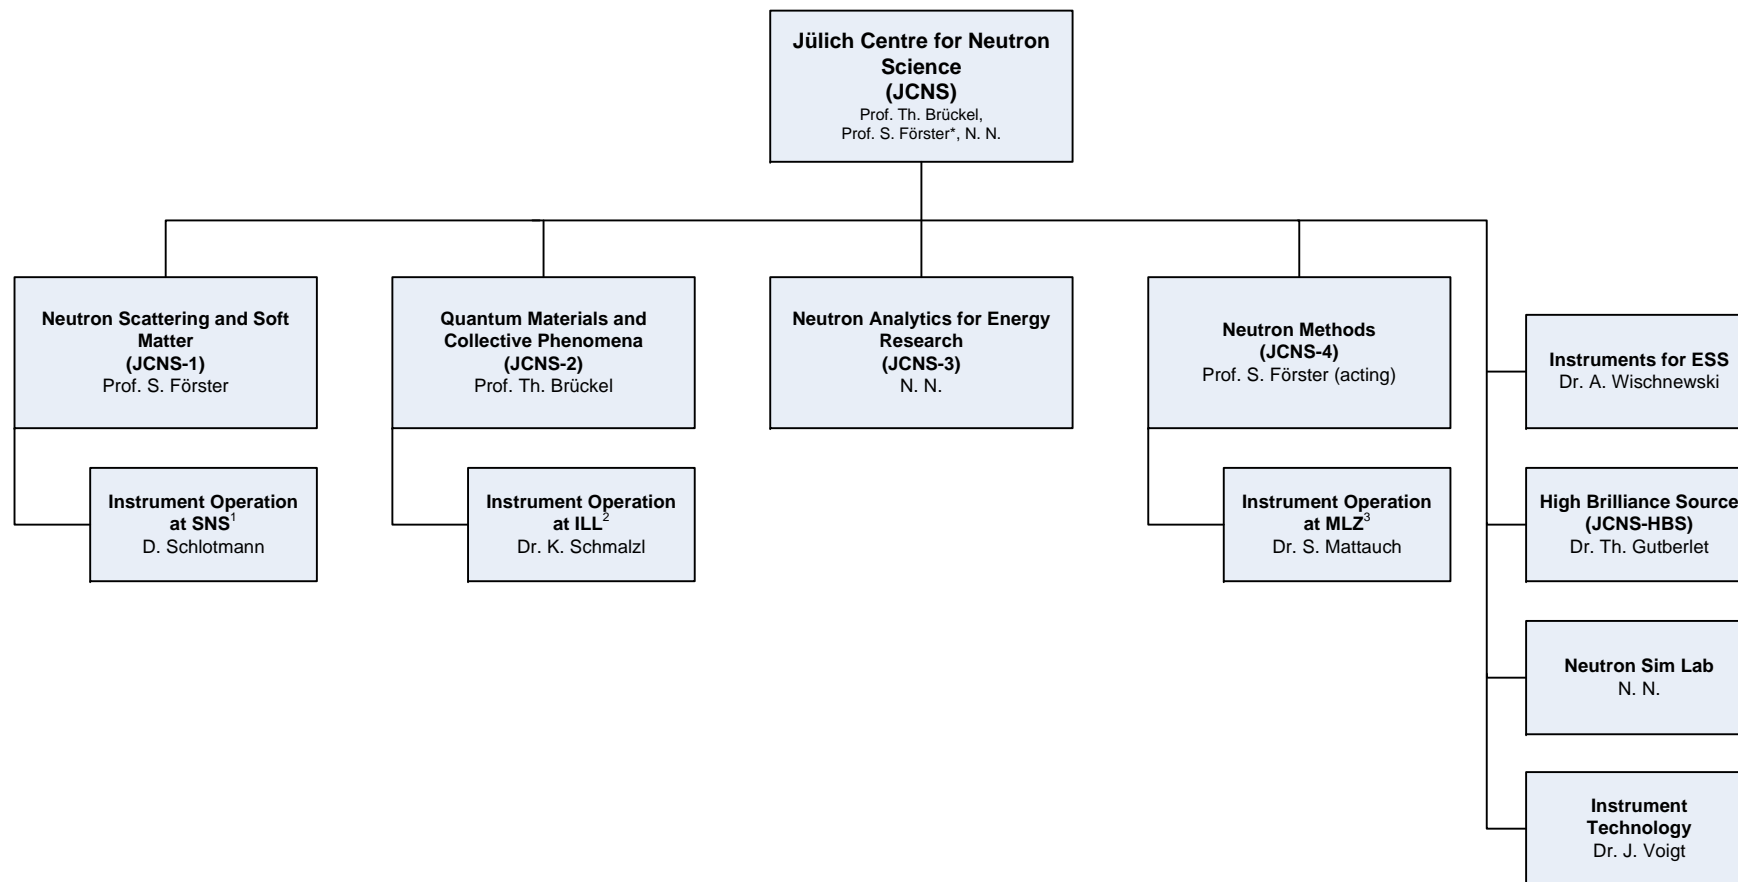 Jülich Centre for Neutron
Science
(JCNS)
Prof. Th. Brückel,
Prof. S. Förster*, N. N.
Neutron Scattering and Soft
Matter
(JCNS-1)
Prof. S. Förster
Quantum Materials and
Collective Phenomena
(JCNS-2)
Prof. Th. Brückel
Neutron Analytics for Energy
Research
(JCNS-3)
N. N.
Neutron Methods
(JCNS-4)
Prof. S. Förster (acting)
Instruments for ESS
Dr. A. Wischnewski
Instrument Operation
at SNS¹
D. Schlotmann
Instrument Operation
at ILL²
Dr. K. Schmalzl
Instrument Operation
at MLZ³
Dr. S. Mattauch
High Brilliance Source
(JCNS-HBS)
Dr. Th. Gutberlet
Neutron Sim Lab
N. N.
Instrument
Technology
Dr. J. Voigt